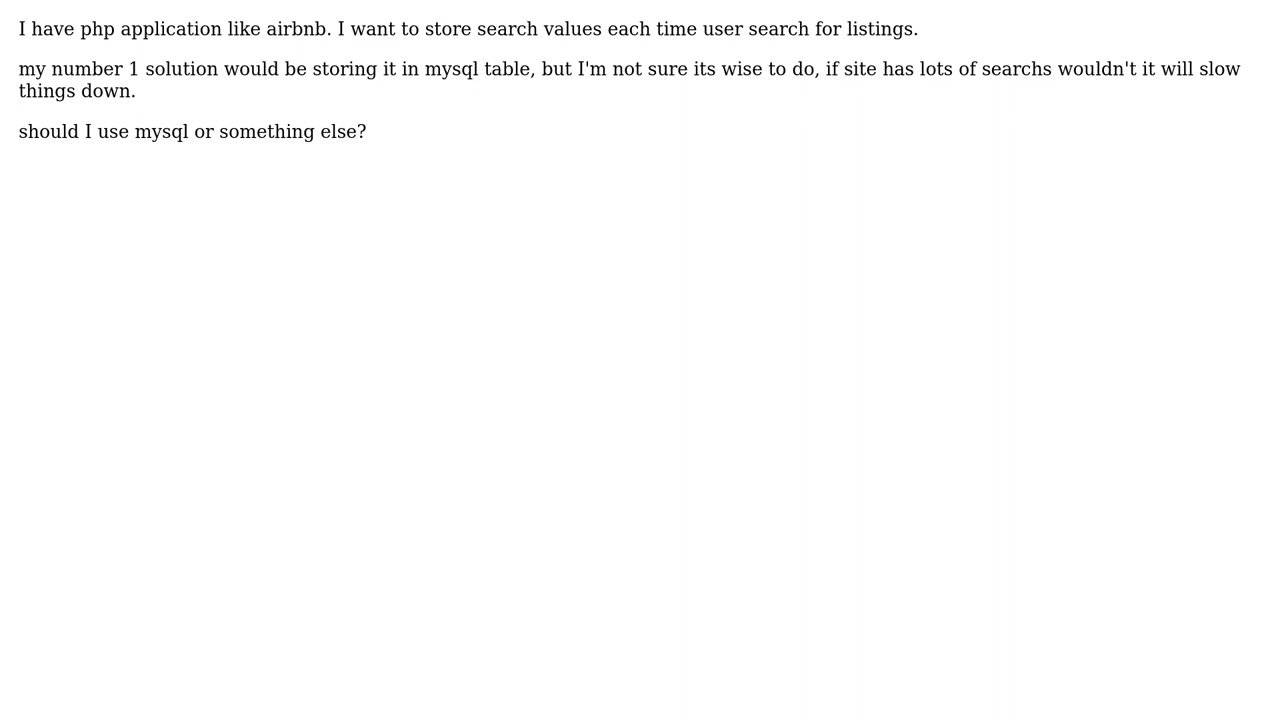 I have php application like airbnb. I want to store search values each time user search for listings.
my number 1 solution would be storing it in mysql table, but I'm not sure its wise to do, if site has lots of searchs wouldn't it will slow
things down.
should I use mysql or something else?